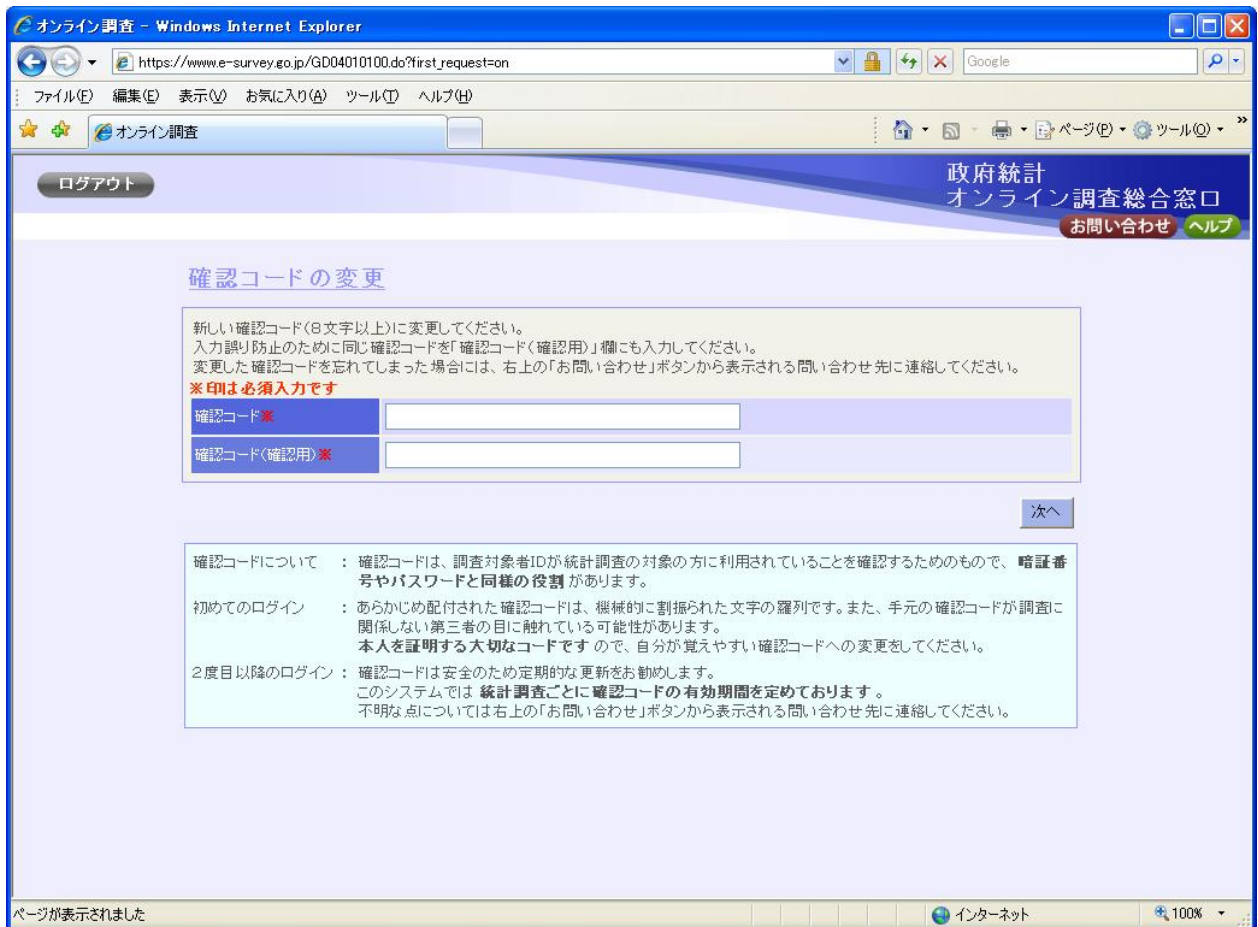 オンライン調査 - Windows Internet Explorer
https://www.e-survey.go.jp/GD04010100.do?first_request=on
Google
ファイル(F) 編集(E) 表示(V) お気に入り(A) ツール(T) ヘルプ(H)
オンライン調査
ページ(P) ツール(O)
ログアウト
政府統計
オンライン調査総合窓口
お問い合わせ ヘルプ
確認コードの変更
新しい確認コード(8文字以上)に変更してください。
入力誤り防止のために同じ確認コードを「確認コード(確認用)」欄にも入力してください。
変更した確認コードを忘れてしまった場合には、右上の「お問い合わせ」ボタンから表示される問い合わせ先に連絡してください。
※印は必須入力です
確認コード※
確認コード(確認用)※
次へ
確認コードについて : 確認コードは、調査対象者IDが統計調査の対象の方に利用されていることを確認するためのもので、 暗証番
号やパスワードと同様の役割 があります。
初めてのログイン : あらかじめ配付された確認コードは、機械的に割振られた文字の羅列です。また、手元の確認コードが調査に
関係しない第三者の目に触れている可能性があります。
本人を証明する大切なコードです ので、自分が覚えやすい確認コードへの変更をしてください。
2度目以降のログイン : 確認コードは安全のため定期的な更新をお勧めします。
このシステムでは 統計調査ごとに確認コードの有効期間を定めております 。
不明な点については右上の「お問い合わせ」ボタンから表示される問い合わせ先に連絡してください。
ページが表示されました
インターネット
100%